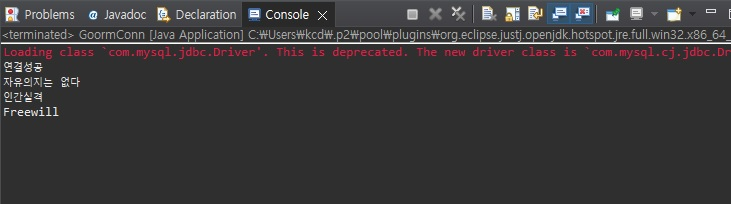 Problems @ Javadoc Declaration Console
<terminated> GoormConn [Java Application] C:₩Users₩kcd₩.p2₩pool₩plugins₩org.eclipse.justj.openjdk.hotspot.jre.full.win32.x86_64_
Loading class `com.mysql.jdbc.Driver'. This is deprecated. The new driver class is `com.mysql.cj.jdbc.Dr
연결성공
자유의지는 없다
인간실격
Freewill